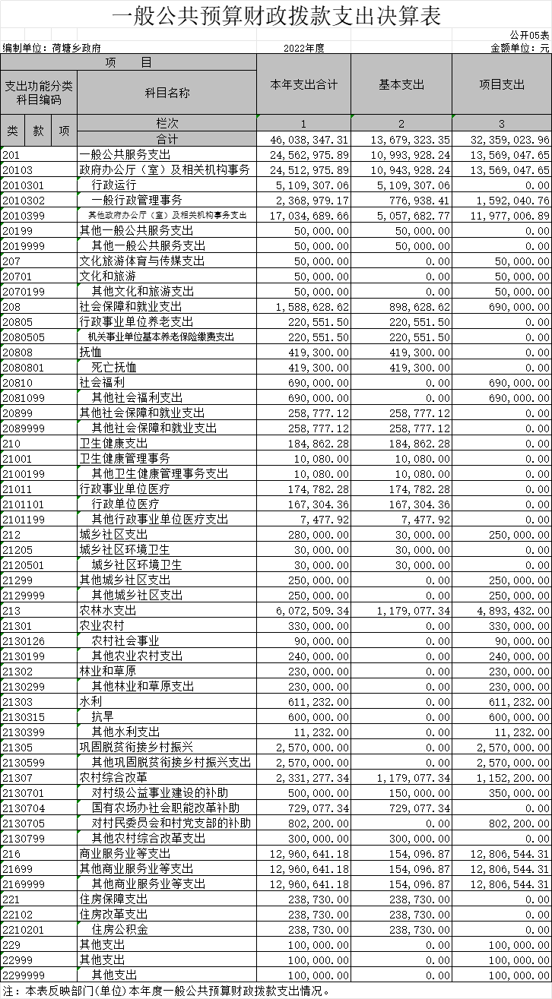 一般公共预算财政拨款支出决算表
公开05表
编制单位：荷塘乡政府 2022年度 金额单位：元
项 目 本年支出合计 基本支出 项目支出
支出功能分类科目编码 科目名称
类 款 项 栏次 1 2 3
合计 46,038,347.31 13,679,323.35 32,359,023.96
201 一般公共服务支出 24,562,975.89 10,993,928.24 13,569,047.65
20103 政府办公厅（室）及相关机构事务 24,512,975.89 10,943,928.24 13,569,047.65
2010301 行政运行 5,109,307.06 5,109,307.06 0.00
2010302 一般行政管理事务 2,368,979.17 776,938.41 1,592,040.76
2010399 其他政府办公厅（室）及相关机构事务支出 17,034,689.66 5,057,682.77 11,977,006.89
20199 其他一般公共服务支出 50,000.00 50,000.00 0.00
2019999 其他一般公共服务支出 50,000.00 50,000.00 0.00
207 文化旅游体育与传媒支出 50,000.00 0.00 50,000.00
20701 文化和旅游 50,000.00 0.00 50,000.00
2070199 其他文化和旅游支出 50,000.00 0.00 50,000.00
208 社会保障和就业支出 1,588,628.62 898,628.62 690,000.00
20805 行政事业单位养老支出 220,551.50 220,551.50 0.00
2080505 机关事业单位基本养老保险缴费支出 220,551.50 220,551.50 0.00
20808 抚恤 419,300.00 419,300.00 0.00
2080801 死亡抚恤 419,300.00 419,300.00 0.00
20810 社会福利 690,000.00 0.00 690,000.00
2081099 其他社会福利支出 690,000.00 0.00 690,000.00
20899 其他社会保障和就业支出 258,777.12 258,777.12 0.00
2089999 其他社会保障和就业支出 258,777.12 258,777.12 0.00
210 卫生健康支出 184,862.28 184,862.28 0.00
21001 卫生健康管理事务 10,080.00 10,080.00 0.00
2100199 其他卫生健康管理事务支出 10,080.00 10,080.00 0.00
21011 行政事业单位医疗 174,782.28 174,782.28 0.00
2101101 行政单位医疗 167,304.36 167,304.36 0.00
2101199 其他行政事业单位医疗支出 7,477.92 7,477.92 0.00
212 城乡社区支出 280,000.00 30,000.00 250,000.00
21205 城乡社区环境卫生 30,000.00 30,000.00 0.00
2120501 城乡社区环境卫生 30,000.00 30,000.00 0.00
21299 其他城乡社区支出 250,000.00 0.00 250,000.00
2129999 其他城乡社区支出 250,000.00 0.00 250,000.00
213 农林水支出 6,072,509.34 1,179,077.34 4,893,432.00
21301 农业农村 330,000.00 0.00 330,000.00
2130126 农村社会事业 90,000.00 0.00 90,000.00
2130199 其他农业农村支出 240,000.00 0.00 240,000.00
21302 林业和草原 230,000.00 0.00 230,000.00
2130299 其他林业和草原支出 230,000.00 0.00 230,000.00
21303 水利 611,232.00 0.00 611,232.00
2130315 抗旱 600,000.00 0.00 600,000.00
2130399 其他水利支出 11,232.00 0.00 11,232.00
21305 巩固脱贫衔接乡村振兴 2,570,000.00 0.00 2,570,000.00
2130599 其他巩固脱贫衔接乡村振兴支出 2,570,000.00 0.00 2,570,000.00
21307 农村综合改革 2,331,277.34 1,179,077.34 1,152,200.00
2130701 对村级公益事业建设的补助 500,000.00 150,000.00 350,000.00
2130704 国有农场办社会职能改革补助 729,077.34 729,077.34 0.00
2130705 对村民委员会和村党支部的补助 802,200.00 0.00 802,200.00
2130799 其他农村综合改革支出 300,000.00 300,000.00 0.00
216 商业服务业等支出 12,960,641.18 154,096.87 12,806,544.31
21699 其他商业服务业等支出 12,960,641.18 154,096.87 12,806,544.31
2169999 其他商业服务业等支出 12,960,641.18 154,096.87 12,806,544.31
221 住房保障支出 238,730.00 238,730.00 0.00
22102 住房改革支出 238,730.00 238,730.00 0.00
2210201 住房公积金 238,730.00 238,730.00 0.00
229 其他支出 100,000.00 0.00 100,000.00
22999 其他支出 100,000.00 0.00 100,000.00
2299999 其他支出 100,000.00 0.00 100,000.00
注：本表反映部门(单位)本年度一般公共预算财政拨款支出情况。